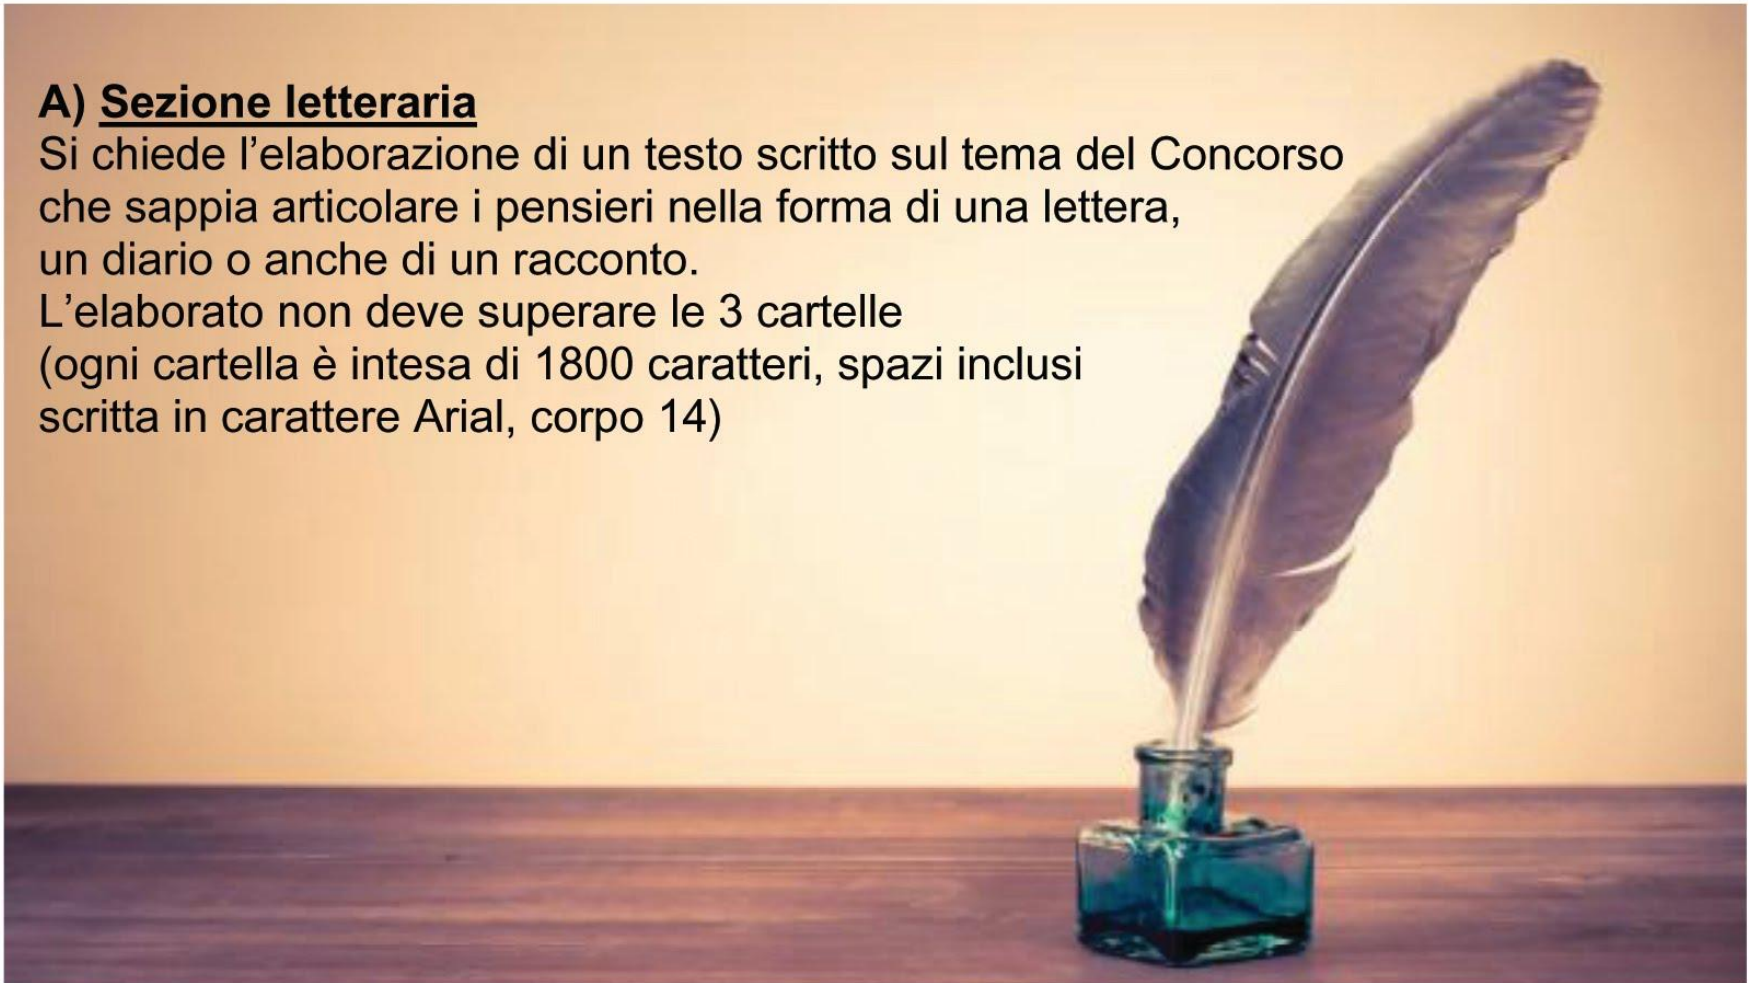 A) Sezione letteraria
Si chiede l’elaborazione di un testo scritto sul tema del Concorso
che sappia articolare i pensieri nella forma di una lettera,
un diario o anche di un racconto.
L’elaborato non deve superare le 3 cartelle
(ogni cartella è intesa di 1800 caratteri, spazi inclusi
scritta in carattere Arial, corpo 14)